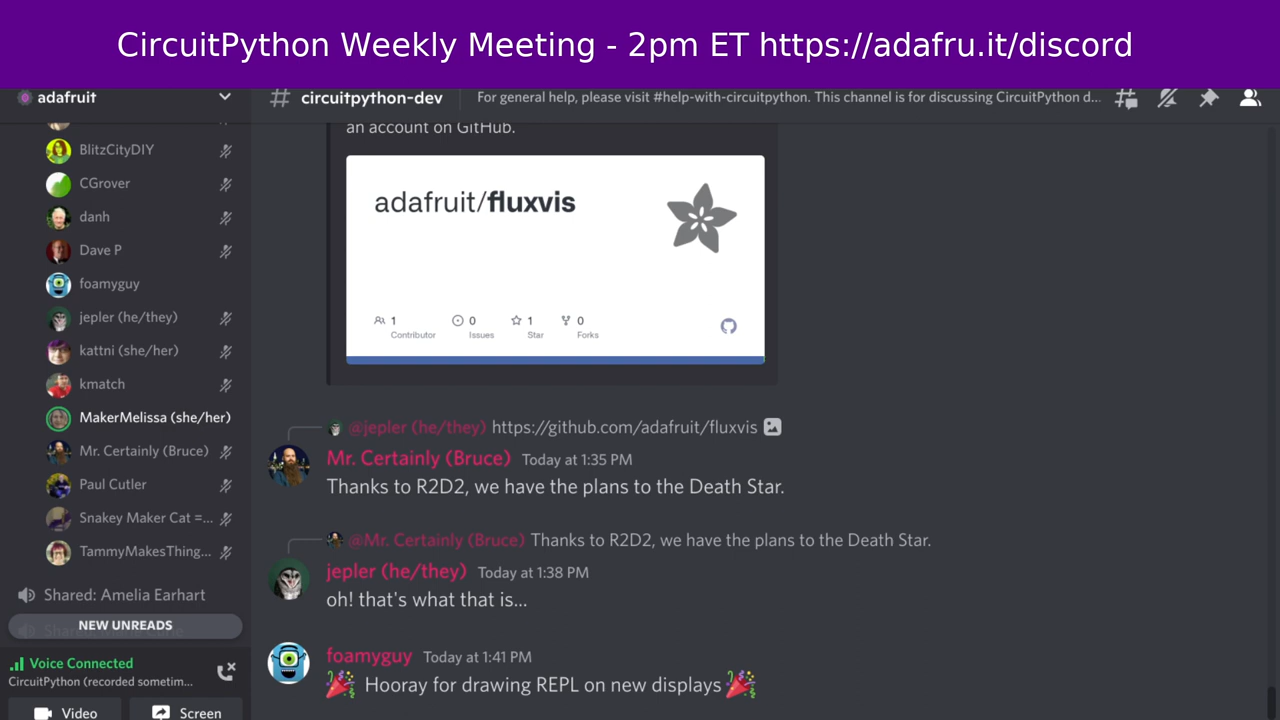 CircuitPython Weekly Meeting - 2pm ET https://adafru.it/discord
adafruit
circuitpython-dev
For general help, please visit #help-with-circuitpython. This channel is for discussing CircuitPython d...
BlitzCityDIY
CGrover
danh
Dave P
foamyguy
jepler (he/they)
kattni (she/her)
kmatch
MakerMelissa (she/her)
Mr. Certainly (Bruce)
Paul Cutler
Snakey Maker Cat =...
TammyMakesThing...
Shared: Amelia Earhart
NEW UNREADS
Voice Connected
CircuitPython (recorded sometim...
Video
Screen
an account on GitHub.
adafruit/fluxvis
1 Contributor
0 Issues
1 Star
0 Forks
@jepler (he/they) https://github.com/adafruit/fluxvis
Mr. Certainly (Bruce) Today at 1:35 PM
Thanks to R2D2, we have the plans to the Death Star.
@Mr. Certainly (Bruce) Thanks to R2D2, we have the plans to the Death Star.
jepler (he/they) Today at 1:38 PM
oh! that's what that is...
foamyguy Today at 1:41 PM
🎉 Hooray for drawing REPL on new displays 🎉